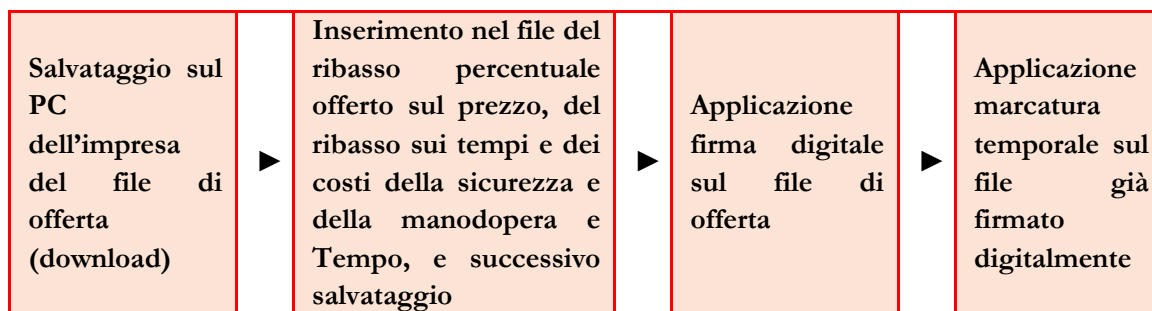 Salvataggio sul
PC
dell'impresa
del file di
offerta
(download)
►
Inserimento nel file del
ribasso percentuale
offerto sul prezzo, del
ribasso sui tempi e dei
costi della sicurezza e
della manodopera e
Tempo, e successivo
salvataggio
►
Applicazione
firma digitale
sul file di
offerta
►
Applicazione
marcatura
temporale sul
file già
firmato
digitalmente